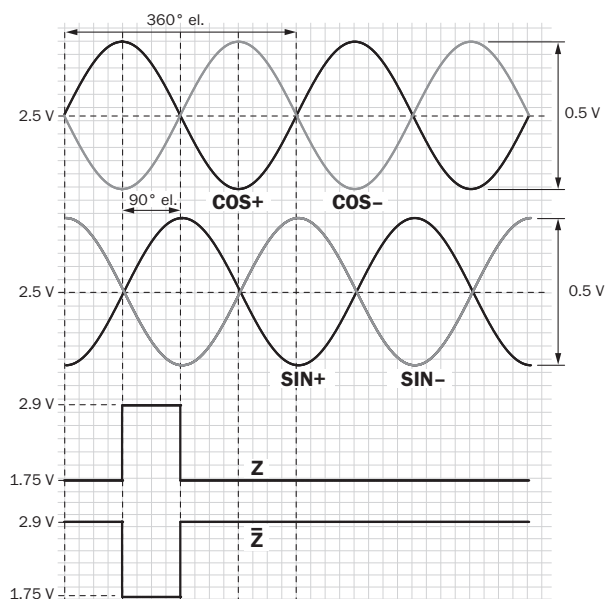 360° el.
2.5 V
0.5 V
90° el.
COS+ COS–
2.5 V
0.5 V
SIN+ SIN–
2.9 V
Z
1.75 V
2.9 V
Z̅
1.75 V